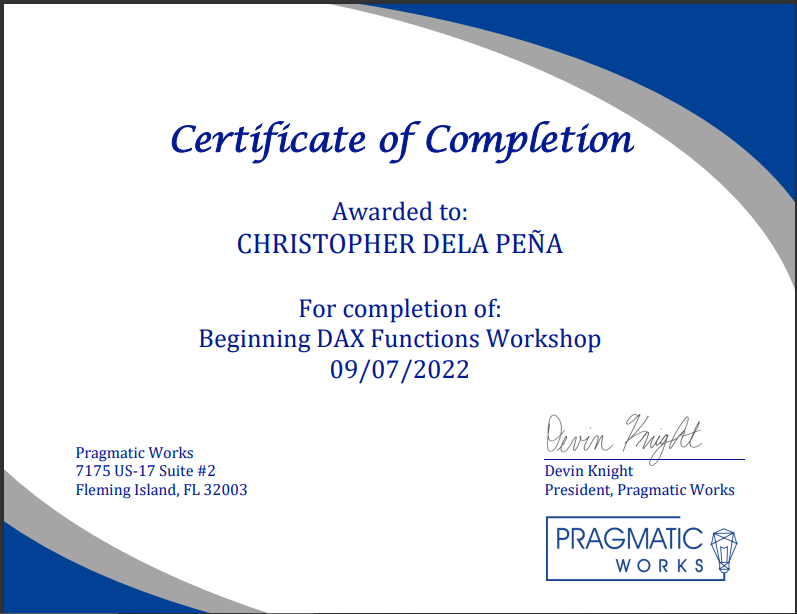 Certificate of Completion
Awarded to:
CHRISTOPHER DELA PEÑA
For completion of:
Beginning DAX Functions Workshop
09/07/2022
Pragmatic Works
7175 US-17 Suite #2
Fleming Island, FL 32003
Devin Knight
Devin Knight
President, Pragmatic Works
PRAGMATIC
WORKS